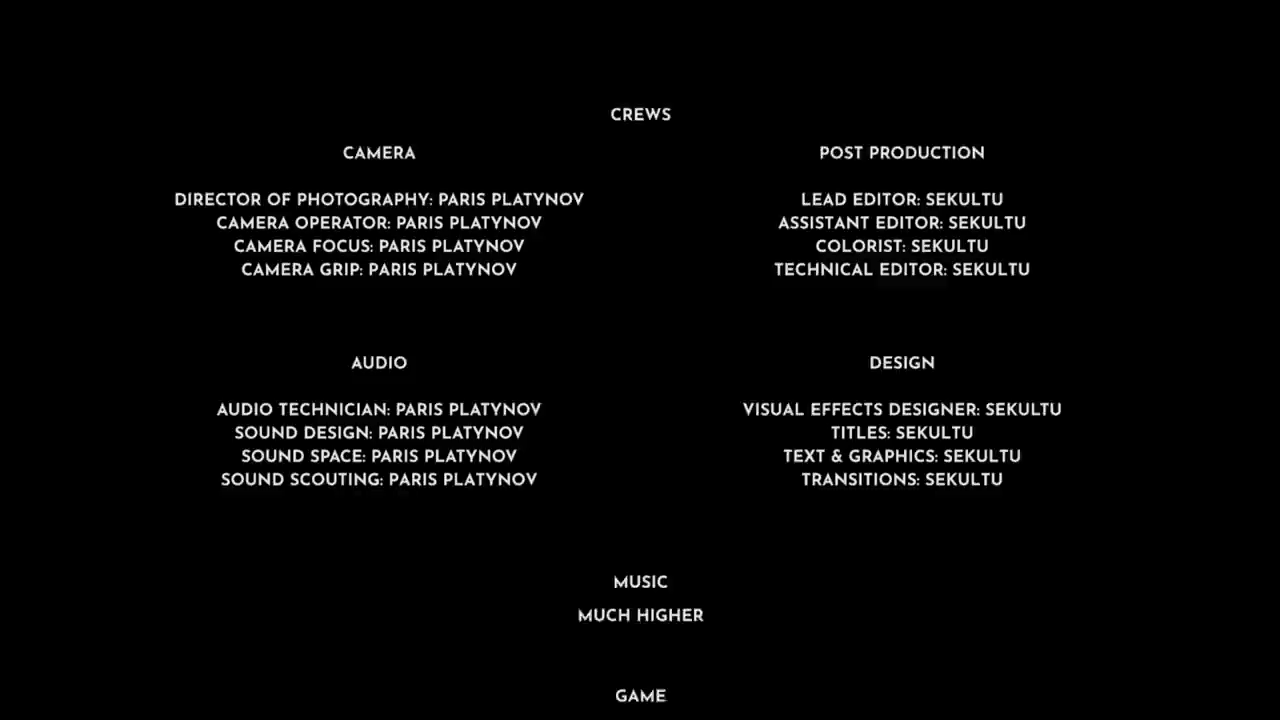 CREWS
CAMERA
DIRECTOR OF PHOTOGRAPHY: PARIS PLATYNOV
CAMERA OPERATOR: PARIS PLATYNOV
CAMERA FOCUS: PARIS PLATYNOV
CAMERA GRIP: PARIS PLATYNOV
POST PRODUCTION
LEAD EDITOR: SEKULTU
ASSISTANT EDITOR: SEKULTU
COLORIST: SEKULTU
TECHNICAL EDITOR: SEKULTU
AUDIO
AUDIO TECHNICIAN: PARIS PLATYNOV
SOUND DESIGN: PARIS PLATYNOV
SOUND SPACE: PARIS PLATYNOV
SOUND SCOUTING: PARIS PLATYNOV
DESIGN
VISUAL EFFECTS DESIGNER: SEKULTU
TITLES: SEKULTU
TEXT & GRAPHICS: SEKULTU
TRANSITIONS: SEKULTU
MUSIC
MUCH HIGHER
GAME